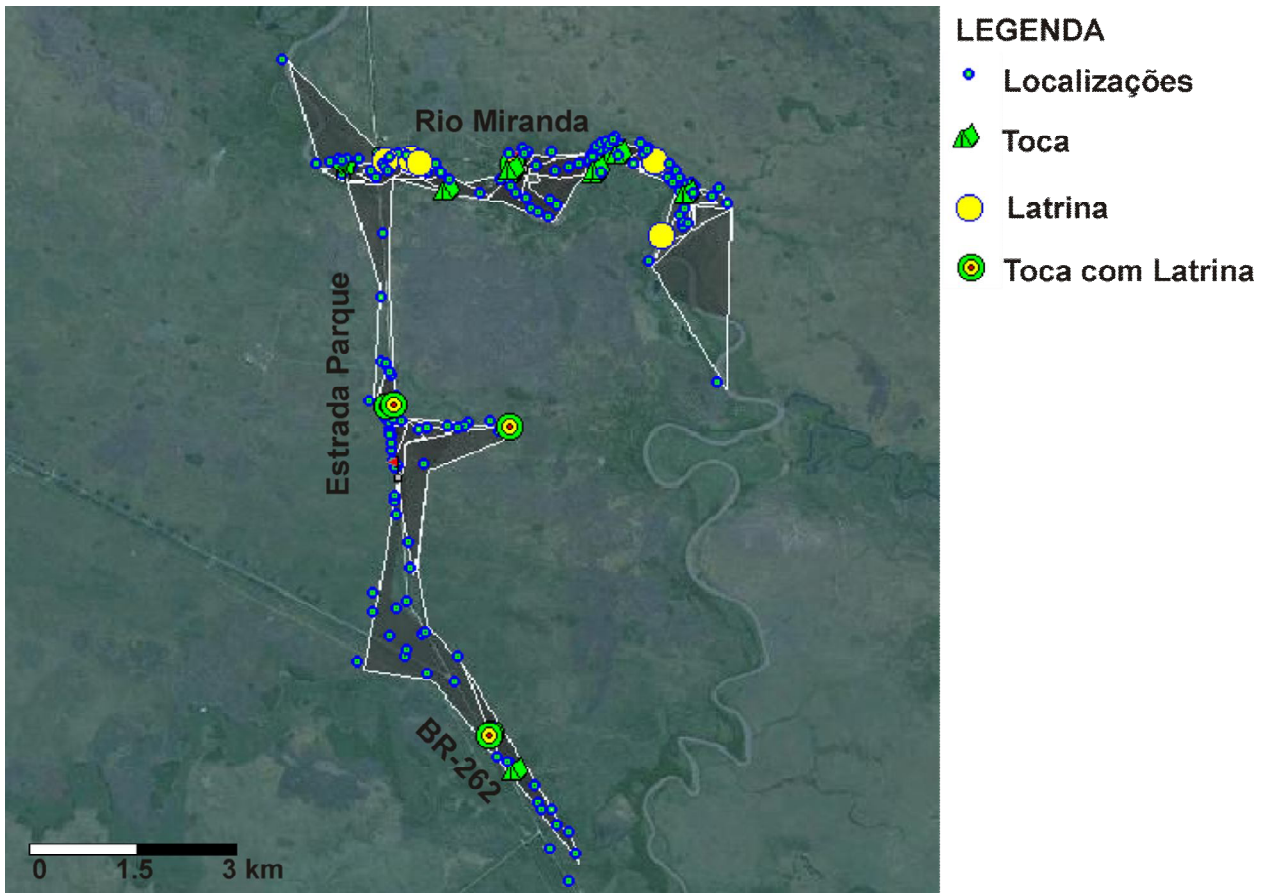 LEGENDA
Localizações
Toca
Latrina
Toca com Latrina
Rio Miranda
Estrada Parque
BR-262
0 1.5 3 km